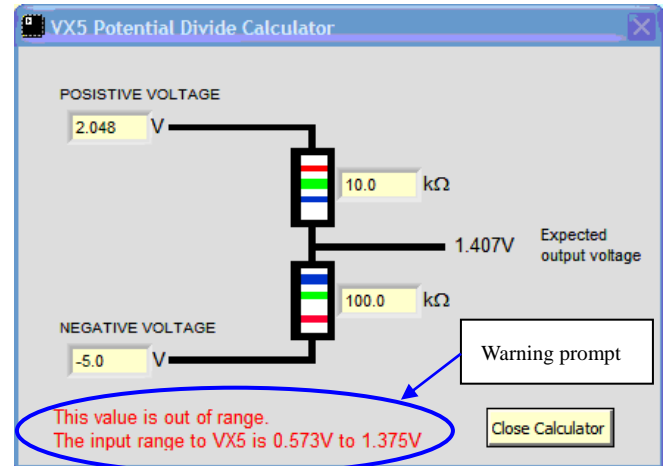 VX5 Potential Divide Calculator
POSISTIVE VOLTAGE
2.048 V
10.0 kΩ
1.407V
Expected
output voltage
100.0 kΩ
NEGATIVE VOLTAGE
-5.0 V
Warning prompt
This value is out of range.
The input range to VX5 is 0.573V to 1.375V
Close Calculator